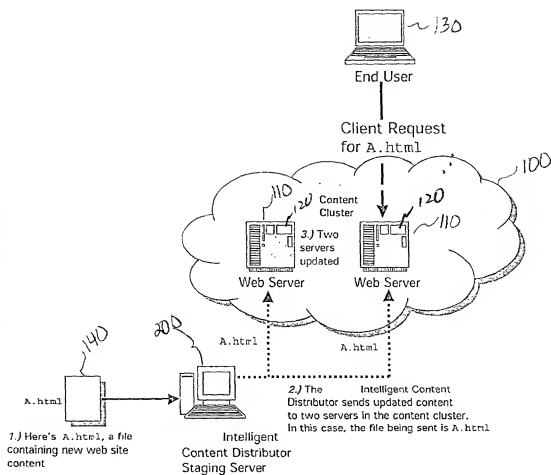 130
End User
Client Request
for A.html
100
110
120
Content
Cluster
3.) Two
servers
updated
120
110
Web Server
Web Server
A.html
A.html
140
200
A.html
1.) Here's A.html, a file
containing new web site
content
Intelligent
Content Distributor
Staging Server
2.) The Intelligent Content
Distributor sends updated content
to two servers in the content cluster.
In this case, the file being sent is A.html